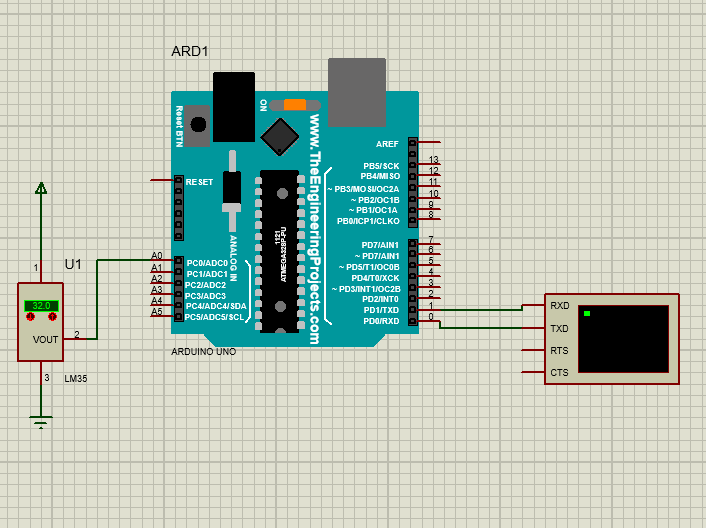 ARD1
Reset BTN
ON
www.TheEngineeringProjects.com
AREF
PB5/SCK 13
PB4/MISO 12
~ PB3/MOSI/OC2A 11
~ PB2/OC1B 10
~ PB1/OC1A 9
PB0/ICP1/CLKO 8
RESET
1121
ATMEGA328P-PU
ANALOG IN
A0 PC0/ADC0
A1 PC1/ADC1
A2 PC2/ADC2
A3 PC3/ADC3
A4 PC4/ADC4/SDA
A5 PC5/ADC5/SCL
PD7/AIN1 7
~ PD7/AIN1 6
~ PD5/T1/OC0B 5
PD4/T0/XCK 4
~ PD3/INT1/OC2B 3
PD2/INT0 2
PD1/TXD 1
PD0/RXD 0
ARDUINO UNO
U1
1
32.0
VOUT 2
3
LM35
RXD
TXD
RTS
CTS